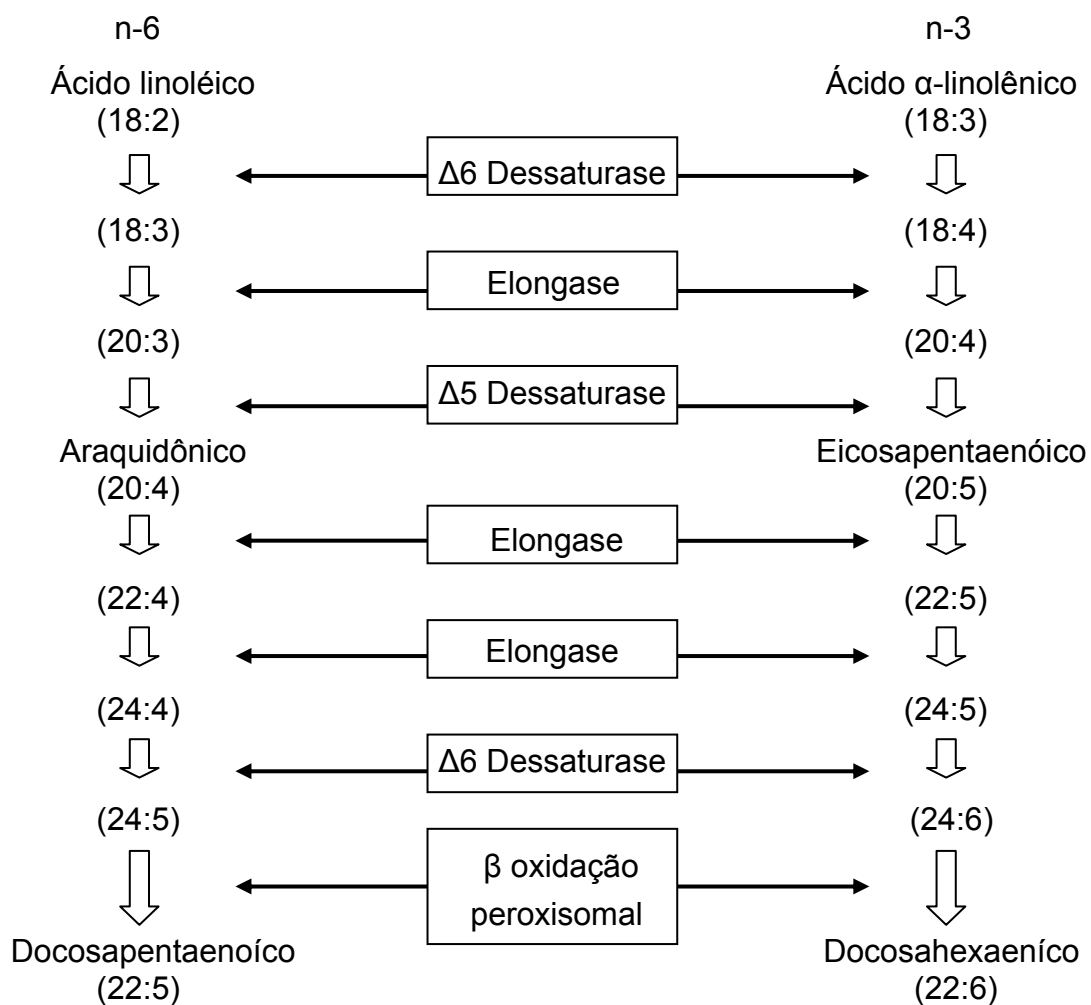 n-6 n-3
Ácido linoléico Ácido α-linolênico
(18:2) (18:3)
Δ6 Dessaturase
(18:3) (18:4)
Elongase
(20:3) (20:4)
Δ5 Dessaturase
Araquidônico Eicosapentaenóico
(20:4) (20:5)
Elongase
(22:4) (22:5)
Elongase
(24:4) (24:5)
Δ6 Dessaturase
(24:5) (24:6)
β oxidação
peroxisomal
Docosapentaenoíco Docosahexaeníco
(22:5) (22:6)